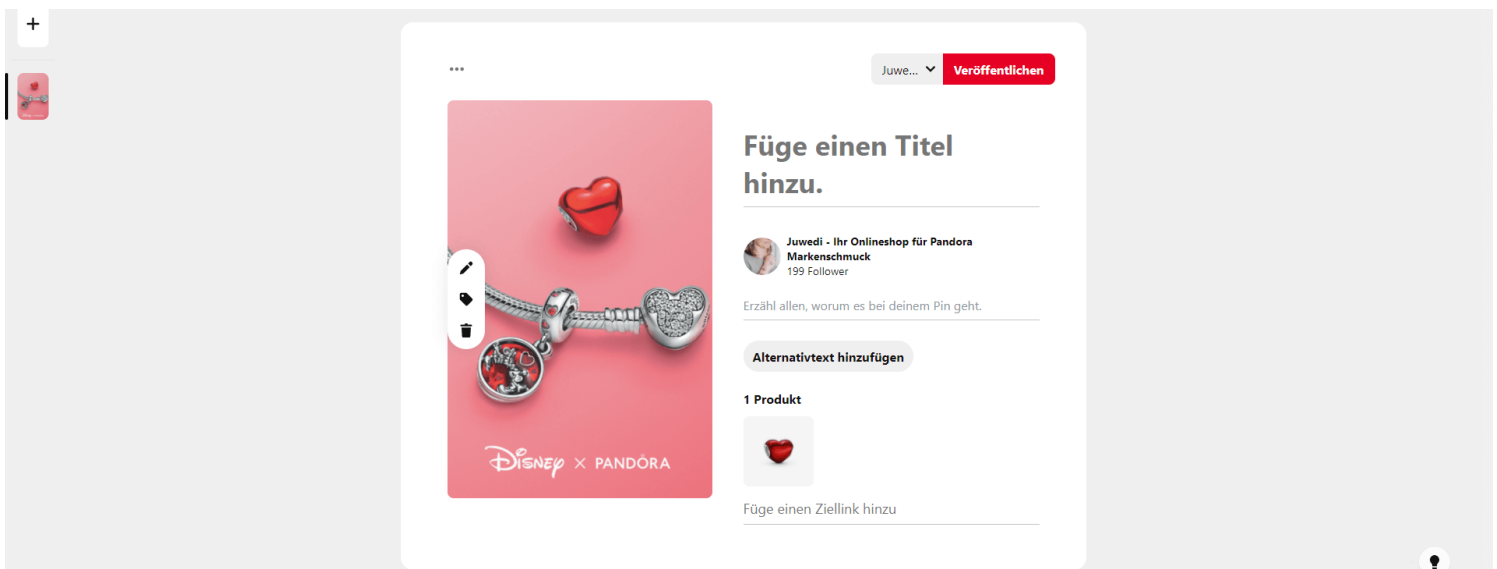 Juwe...
Veröffentlichen
Füge einen Titel
hinzu.
Juwedi - Ihr Onlineshop für Pandora
Markenschmuck
199 Follower
Erzähl allen, worum es bei deinem Pin geht.
Alternativtext hinzufügen
1 Produkt
Füge einen Ziellink hinzu
Disney × PANDÖRA